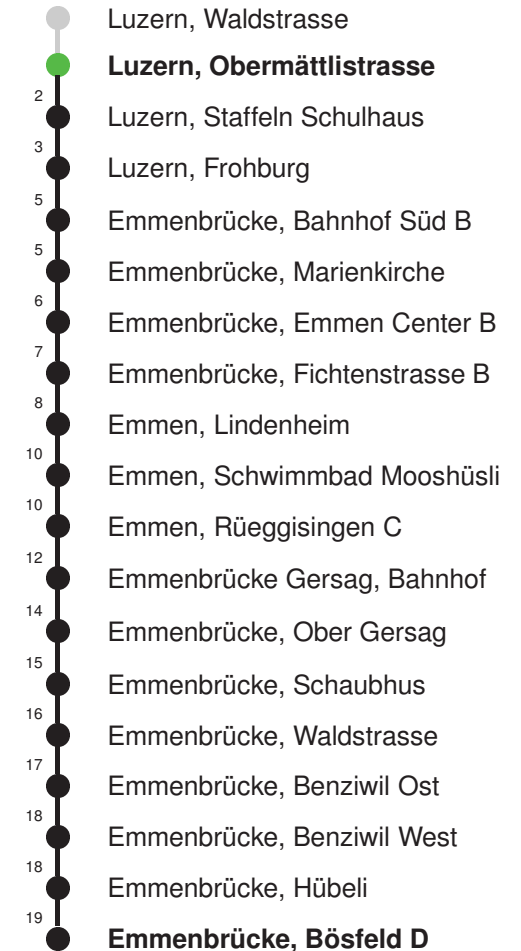 Luzern, Waldstrasse
Luzern, Obermättlistrasse
2
Luzern, Staffeln Schulhaus
3
Luzern, Frohburg
5
Emmenbrücke, Bahnhof Süd B
5
Emmenbrücke, Marienkirche
6
Emmenbrücke, Emmen Center B
7
Emmenbrücke, Fichtenstrasse B
8
Emmen, Lindenheim
10
Emmen, Schwimmbad Mooshüsli
10
Emmen, Rüeggisingen C
12
Emmenbrücke Gersag, Bahnhof
14
Emmenbrücke, Ober Gersag
15
Emmenbrücke, Schaubhus
16
Emmenbrücke, Waldstrasse
17
Emmenbrücke, Benziwil Ost
18
Emmenbrücke, Benziwil West
18
Emmenbrücke, Hübeli
19
Emmenbrücke, Bösfeld D